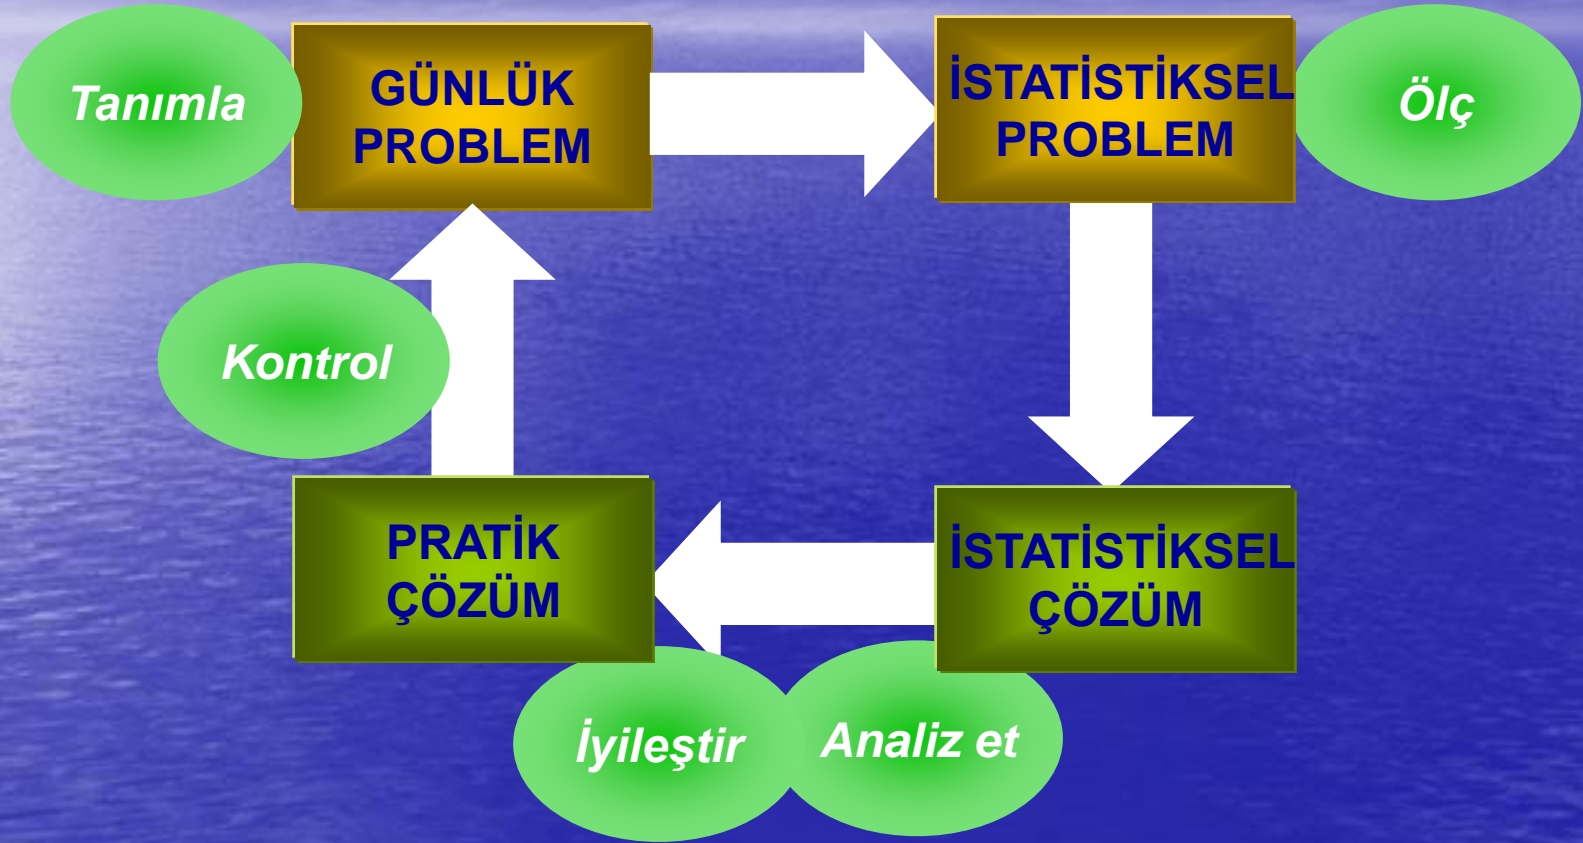 Tanımla
GÜNLÜK
PROBLEM
İSTATİSTİKSEL
PROBLEM
Ölç
Kontrol
PRATİK
ÇÖZÜM
İSTATİSTİKSEL
ÇÖZÜM
İyileştir
Analiz et